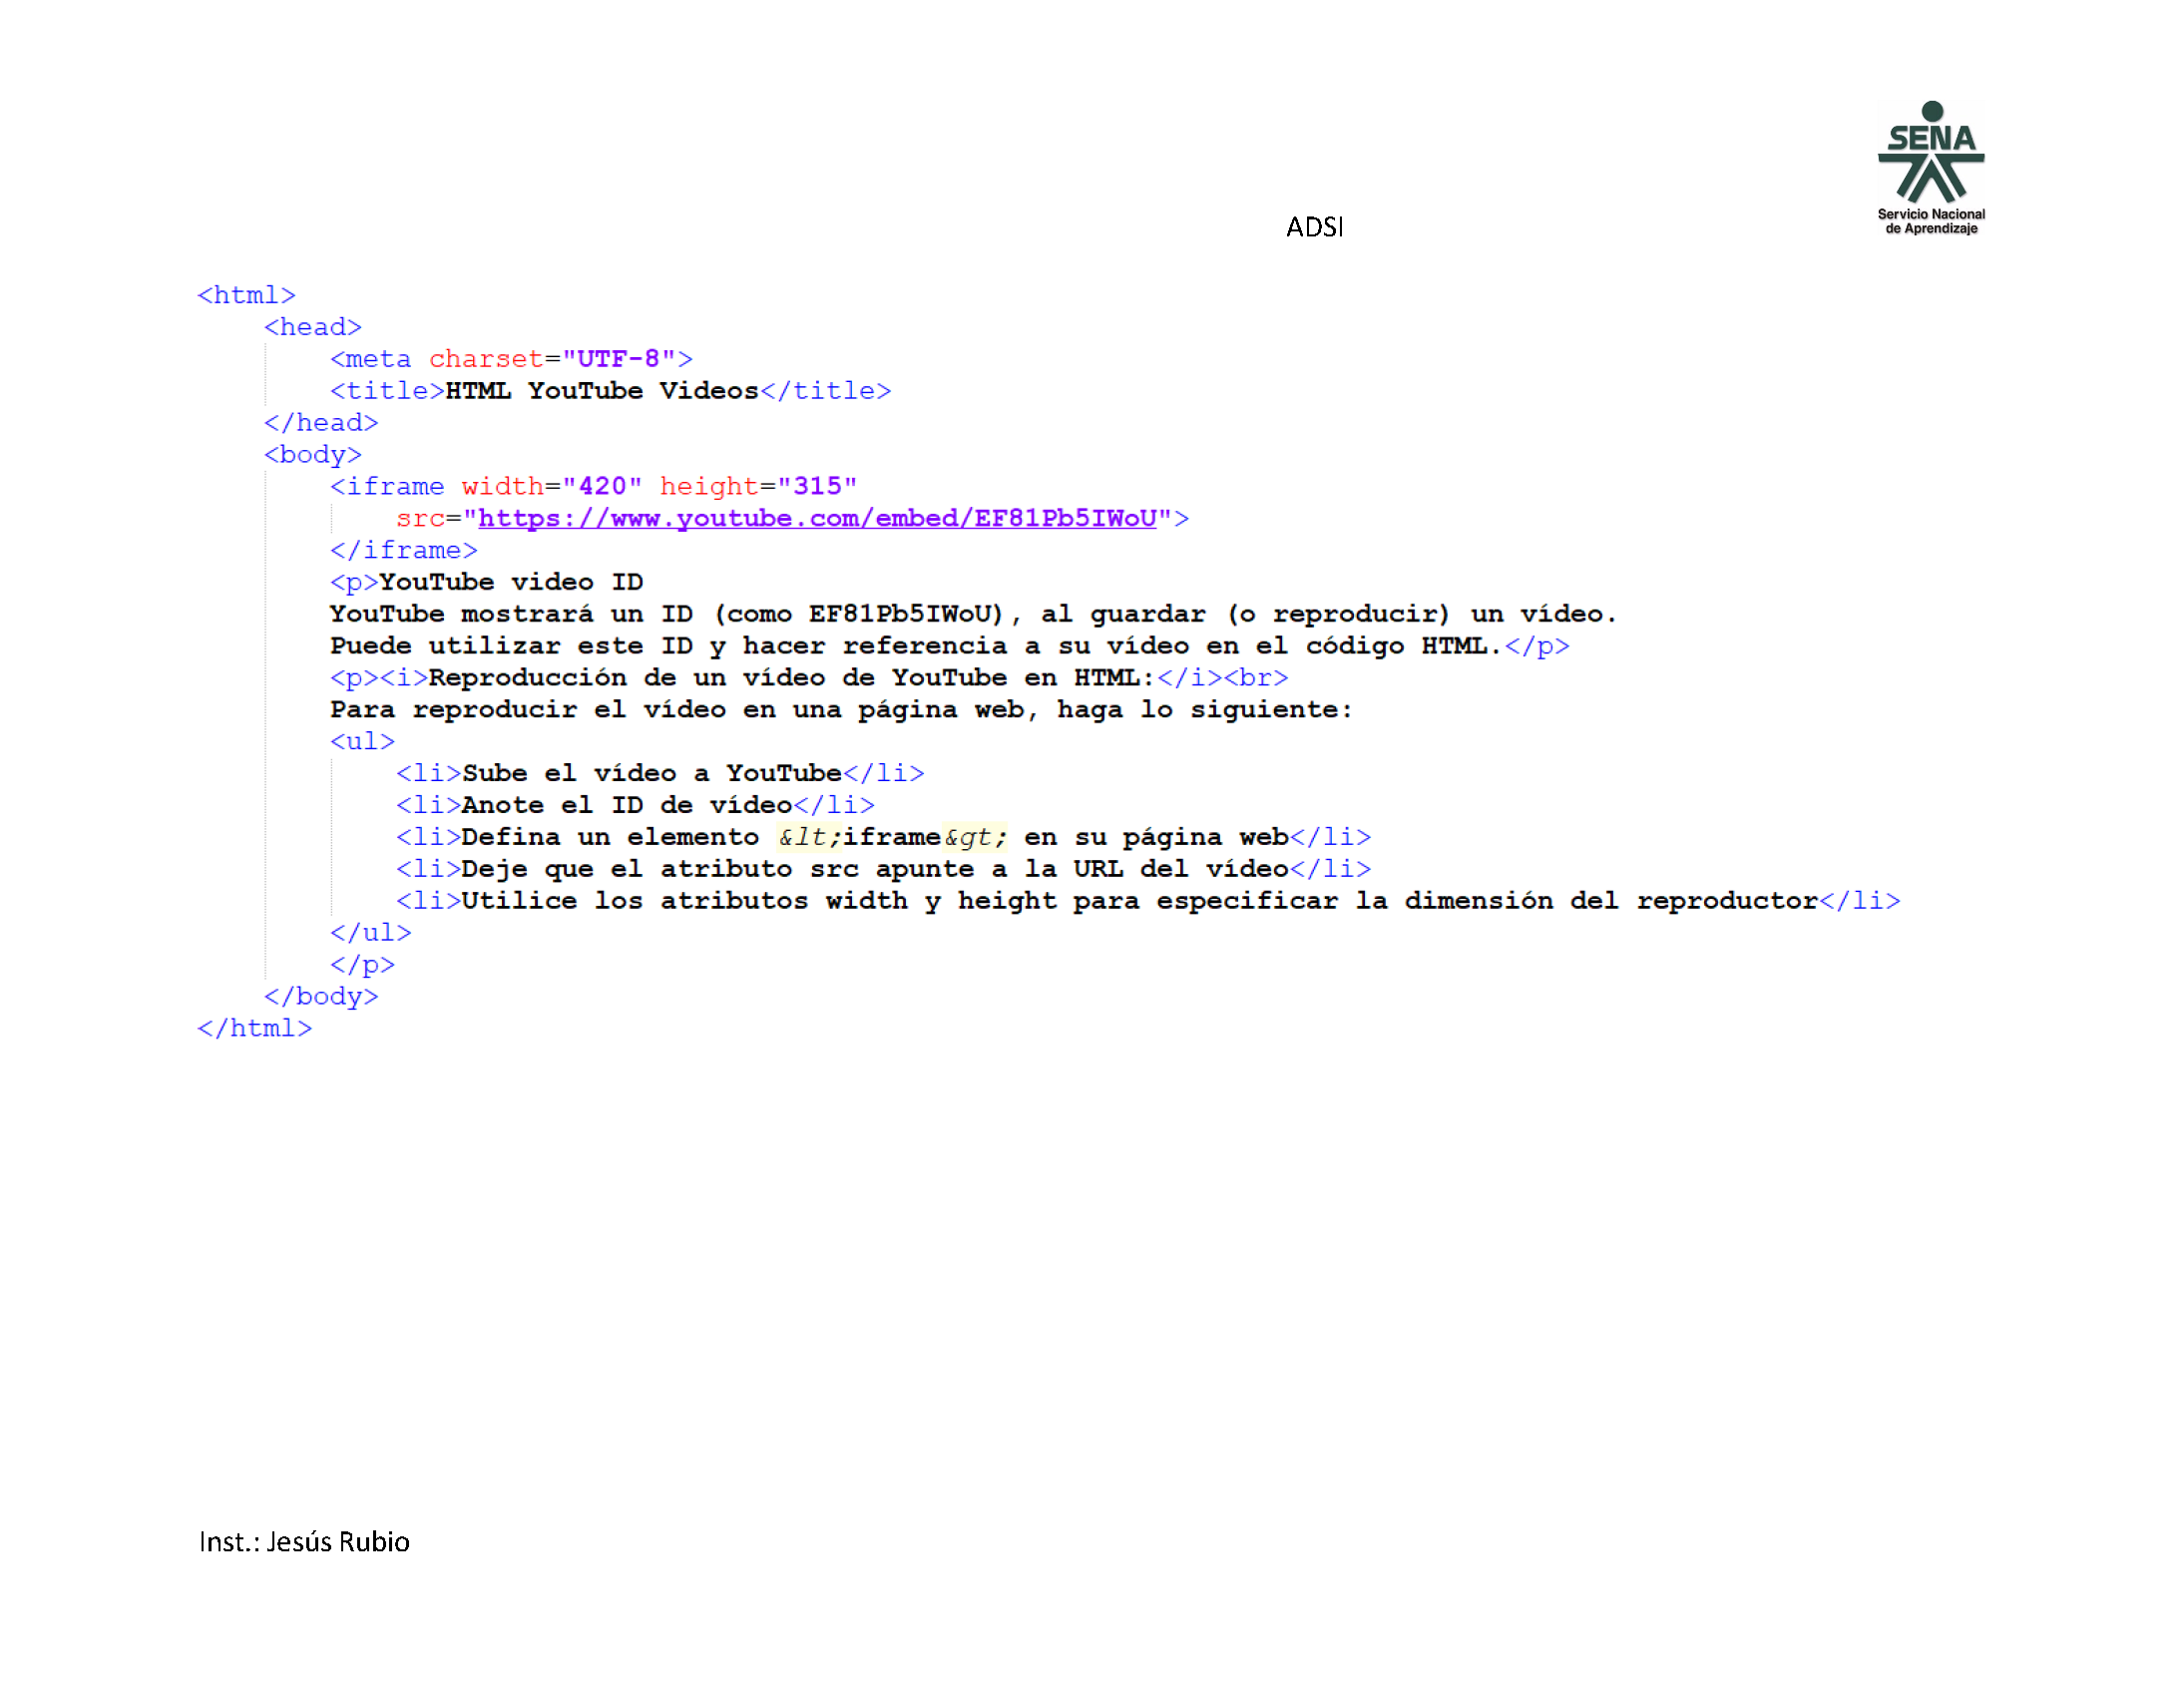 SENA
Servicio Nacional
de Aprendizaje
ADSI
<html>
    <head>
        <meta charset="UTF-8">
        <title>HTML YouTube Videos</title>
    </head>
    <body>
        <iframe width="420" height="315"
            src="https://www.youtube.com/embed/EF81Pb5IWoU">
        </iframe>
        <p>YouTube video ID
        YouTube mostrará un ID (como EF81Pb5IWoU), al guardar (o reproducir) un vídeo.
        Puede utilizar este ID y hacer referencia a su vídeo en el código HTML.</p>
        <p><i>Reproducción de un vídeo de YouTube en HTML:</i><br>
        Para reproducir el vídeo en una página web, haga lo siguiente:
        <ul>
            <li>Sube el vídeo a YouTube</li>
            <li>Anote el ID de vídeo</li>
            <li>Defina un elemento &lt;iframe&gt; en su página web</li>
            <li>Deje que el atributo src apunte a la URL del vídeo</li>
            <li>Utilice los atributos width y height para especificar la dimensión del reproductor</li>
        </ul>
        </p>
    </body>
</html>
Inst.: Jesús Rubio